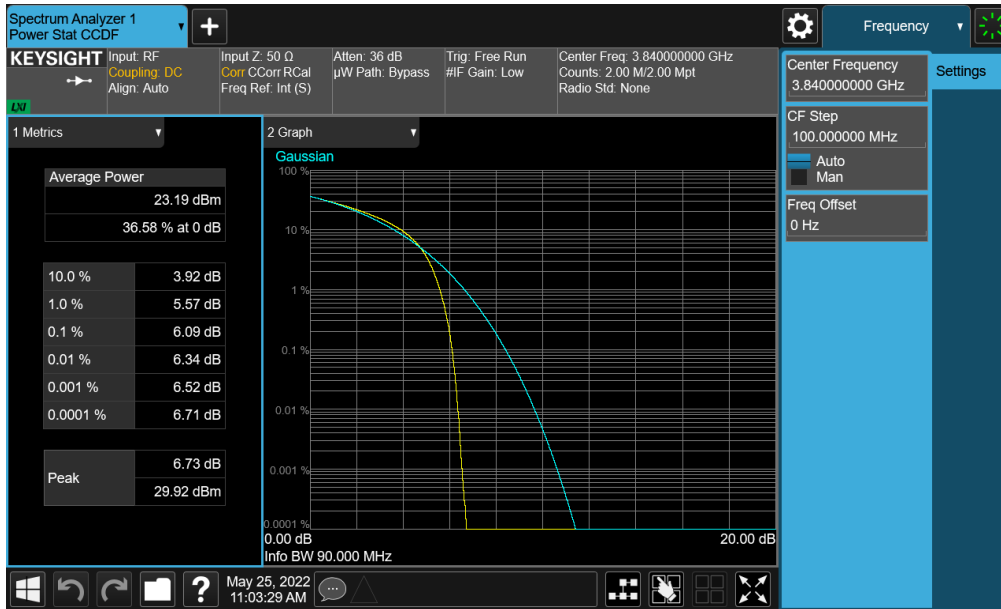 Spectrum Analyzer 1
Power Stat CCDF
Frequency
KEYSIGHT
LXI
Input: RF
Coupling: DC
Align: Auto
Input Z: 50 Ω
Corr CCorr RCal
Freq Ref: Int (S)
Atten: 36 dB
µW Path: Bypass
Trig: Free Run
#IF Gain: Low
Center Freq: 3.840000000 GHz
Counts: 2.00 M/2.00 Mpt
Radio Std: None
Center Frequency
3.840000000 GHz
Settings
CF Step
100.000000 MHz
Auto
Man
Freq Offset
0 Hz
1 Metrics
Average Power
23.19 dBm
36.58 % at 0 dB
10.0 % 3.92 dB
1.0 % 5.57 dB
0.1 % 6.09 dB
0.01 % 6.34 dB
0.001 % 6.52 dB
0.0001 % 6.71 dB
Peak
6.73 dB
29.92 dBm
2 Graph
Gaussian
100 %
10 %
1 %
0.1 %
0.01 %
0.001 %
0.0001 %
0.00 dB 20.00 dB
Info BW 90.000 MHz
?
May 25, 2022
11:03:29 AM